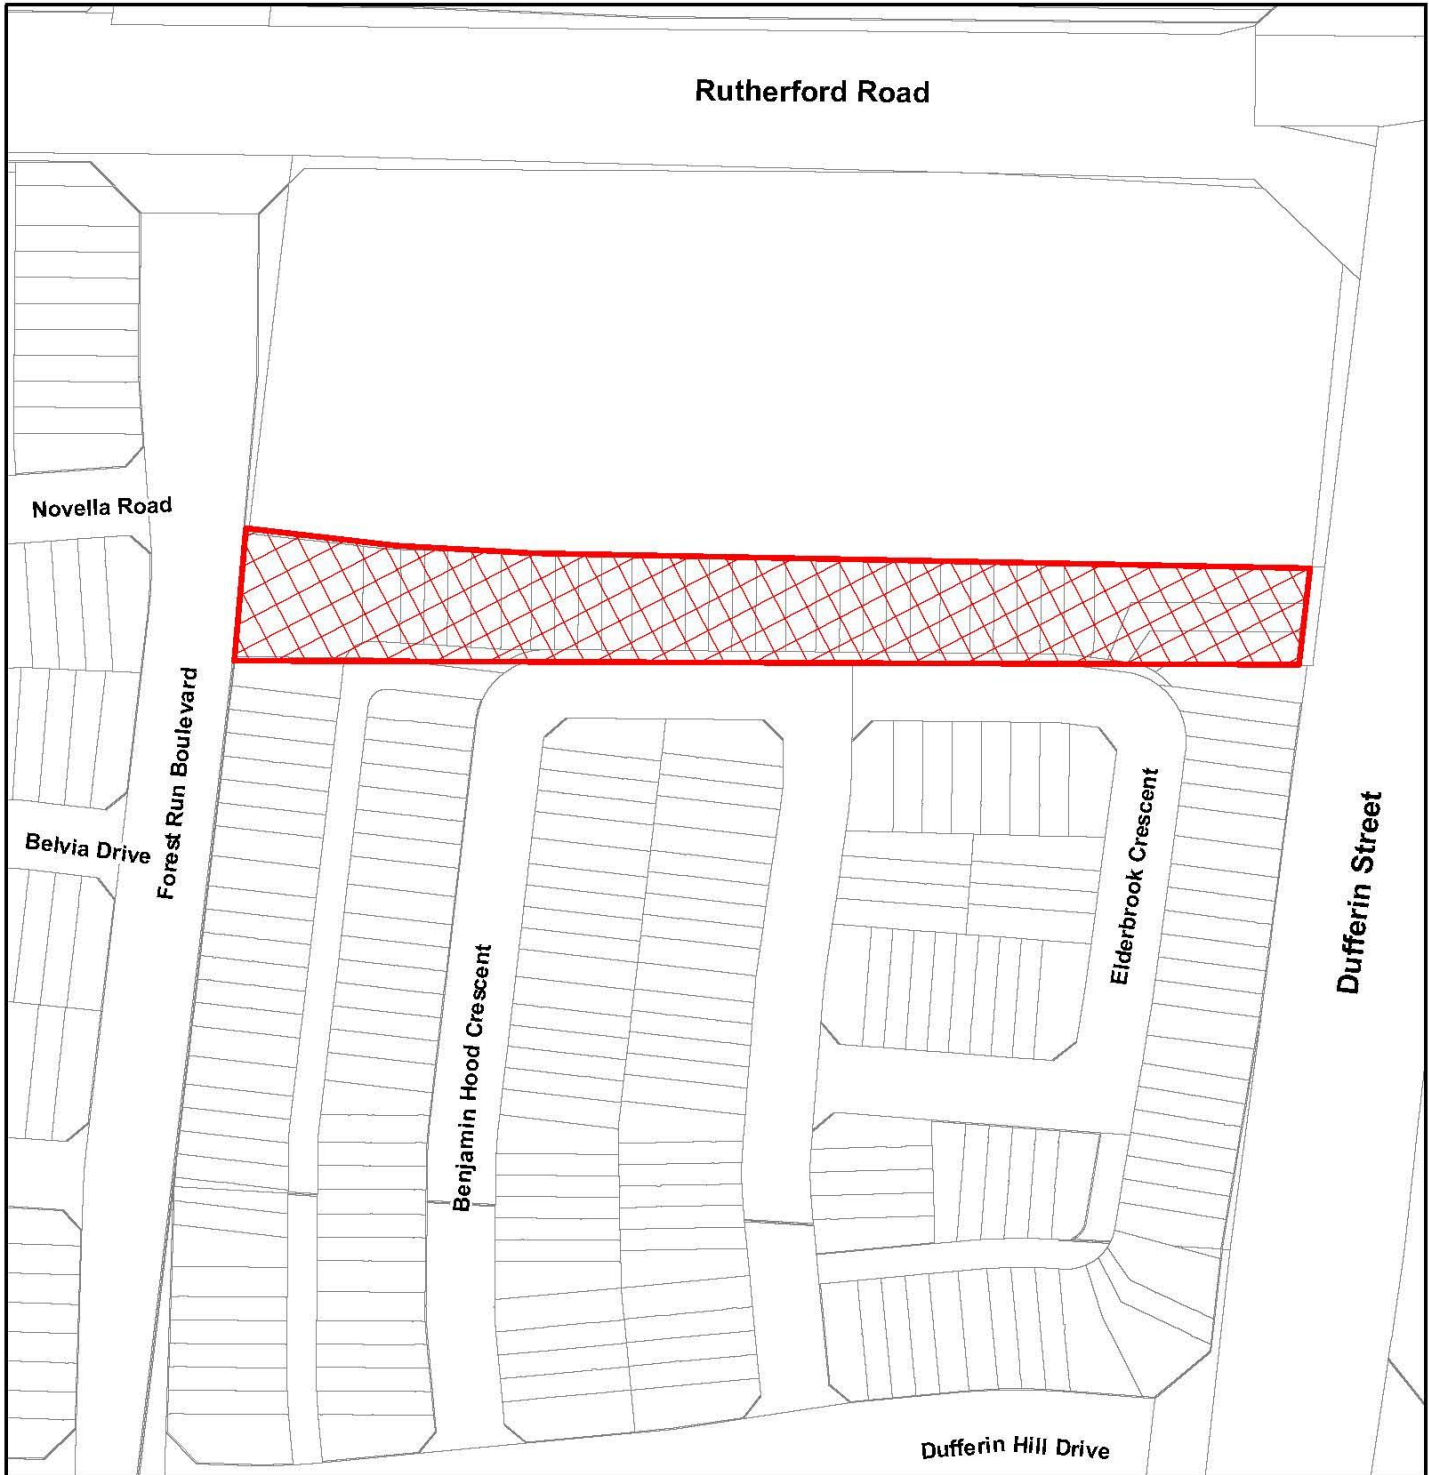 Rutherford Road
Novella Road
Forest Run Boulevard
Belvia Drive
Elderbrook Crescent
Dufferin Street
Benjamin Hood Crescent
Dufferin Hill Drive